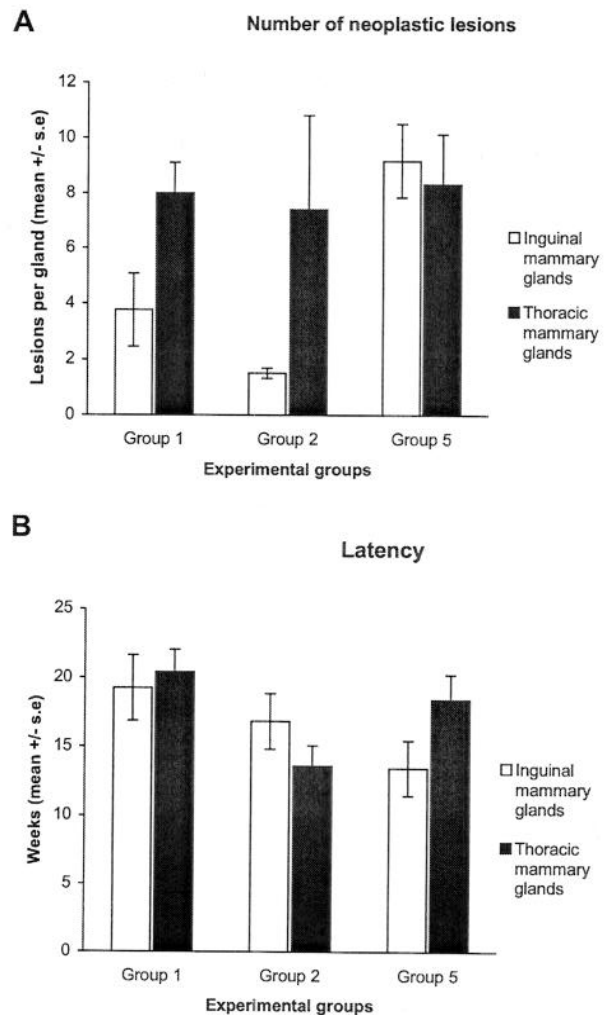 A
Number of neoplastic lesions
Lesions per gland (mean +/- s.e)
12
10
8
6
4
2
0
Group 1 Group 2 Group 5
Experimental groups
Inguinal
mammary
glands
Thoracic
mammary
glands
B
Latency
Weeks (mean +/- s.e)
25
20
15
10
5
0
Group 1 Group 2 Group 5
Experimental groups
Inguinal
mammary
glands
Thoracic
mammary
glands